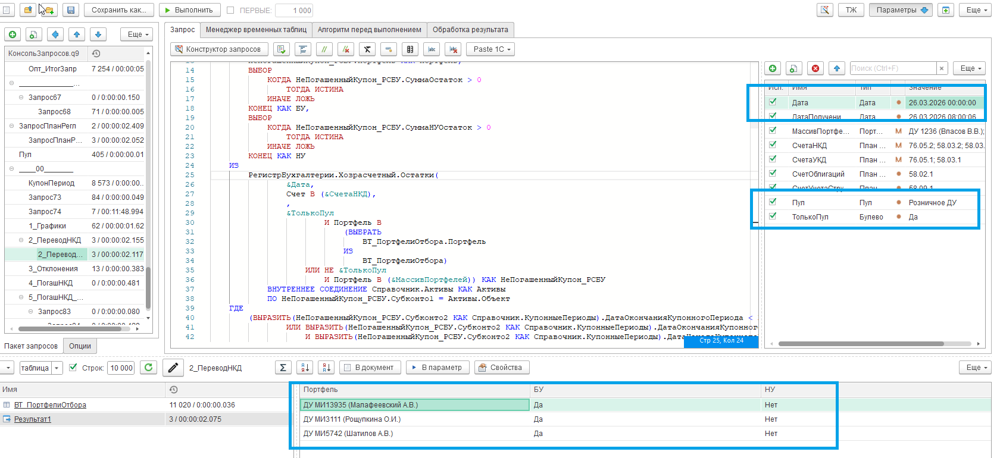 Сохранить как...
Выполнить
ПЕРВЫЕ:
1 000
ТЖ
Параметры
Еще
Еще
КонсольЗапросов.q9
Опт_ИтогЗапр 7 254 / 00:00:05
_______________...
Запрос67 0 / 0:00:00.150
Запрос68 71 / 0:00:00.005
ЗапросПланРегл 2 / 00:00:02.409
ЗапросПланР... 3 / 00:00:02.052
Пул 405 / 0:00:00.01
____00_______
КупонПериод 8 573 / 0:00:00..
Запрос73 84 / 0:00:00.049
Запрос74 7 / 00:11:48.994
1_Графики 62 / 00:00:01.62
2_ПереводНКД 3 / 00:00:02.155
2_Перевод... 3 / 00:00:02.117
3_Отклонения 13 / 0:00:00.383
4_ПогашНКД 0 / 0:00:00.481
5_ПогашНКД_...
Запрос83 0 / 0:00:00.080
Пакет запросов
Опции
Запрос
Менеджер временных таблиц
Алгоритм перед выполнением
Обработка результата
Конструктор запросов
Paste 1C
14 ВЫБОР
15 КОГДА НеПогашенныйКупон_РСБУ.СуммаОстаток > 0
16 ТОГДА ИСТИНА
17 ИНАЧЕ ЛОЖЬ
18 КОНЕЦ КАК БУ,
19 ВЫБОР
20 КОГДА НеПогашенныйКупон_РСБУ.СуммаНУОстаток > 0
21 ТОГДА ИСТИНА
22 ИНАЧЕ ЛОЖЬ
23 КОНЕЦ КАК НУ
24 ИЗ
25 РегистрБухгалтерии.Хозрасчетный.Остатки(
26 &Дата,
27 Счет В (&СчетаНКД),
28 ,
29 &ТолькоПул
30 И Портфель В
31 (ВЫБРАТЬ
32 ВТ_ПортфелиОтбора.Портфель
33 ИЗ
34 ВТ_ПортфелиОтбора)
35 ИЛИ НЕ &ТолькоПул
36 И Портфель В (&МассивПортфелей)) КАК НеПогашенныйКупон_РСБУ
37 ВНУТРЕННЕЕ СОЕДИНЕНИЕ Справочник.Активы КАК Активы
38 ПО НеПогашенныйКупон_РСБУ.Субконто1 = Активы.Объект
39 ГДЕ
40 (ВЫРАЗИТЬ(НеПогашенныйКупон_РСБУ.Субконто2 КАК Справочник.КупонныеПериоды).ДатаОкончанияКупонногоПериода <
41 ИЛИ ВЫРАЗИТЬ(НеПогашенныйКупон_РСБУ.Субконто2 КАК Справочник.КупонныеПериоды).ДатаОкончанияКупонног
42 И ВЫРАЗИТЬ(НеПогашенныйКупон_РСБУ.Субконто2 КАК Справочник.КупонныеПериоды).
Стр 25, Кол 24
Поиск (Ctrl+F)
Еще
Исп. Имя Тип Значение
Дата Дата 26.03.2026 00:00:00
ДатаПолучени Дата 26.03.2026 08:00:06
МассивПортфе... Порт... М ДУ 1236 (Власов В.В.);
СчетаНКД План ... М 76.05.2; 58.03.2; 58.03.
СчетаУКД План ... М 76.05.1; 58.03.1
СчетОблигаций План ... 58.02.1
СчетУчетаСтру План 58.09.1
Пул Пул Розничное ДУ
ТолькоПул Булево Да
таблица
Строк:
10 000
2_ПереводНКД
Σ
В документ
В параметр
Свойства
Еще
Имя
ВТ_ПортфелиОтбора 11 020 / 0:00:00.036
Результат1 3 / 00:00:02.075
Портфель БУ НУ
ДУ МИ13935 (Малафеевский А.В.) Да Нет
ДУ МИ3111 (Рощупкина О.И.) Да Нет
ДУ МИ5742 (Шатилов А.В.) Да Нет